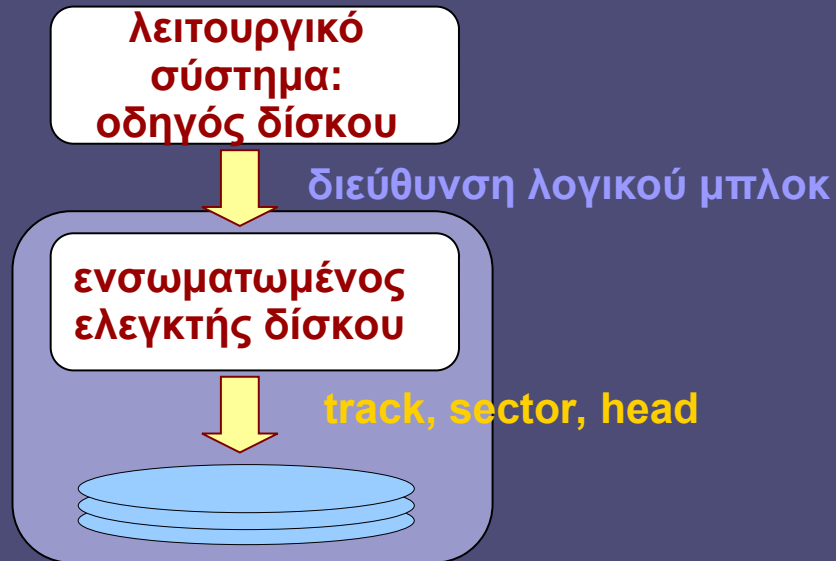 λειτουργικό
σύστημα:
οδηγός δίσκου
διεύθυνση λογικού μπλοκ
ενσωματωμένος
ελεγκτής δίσκου
track, sector, head